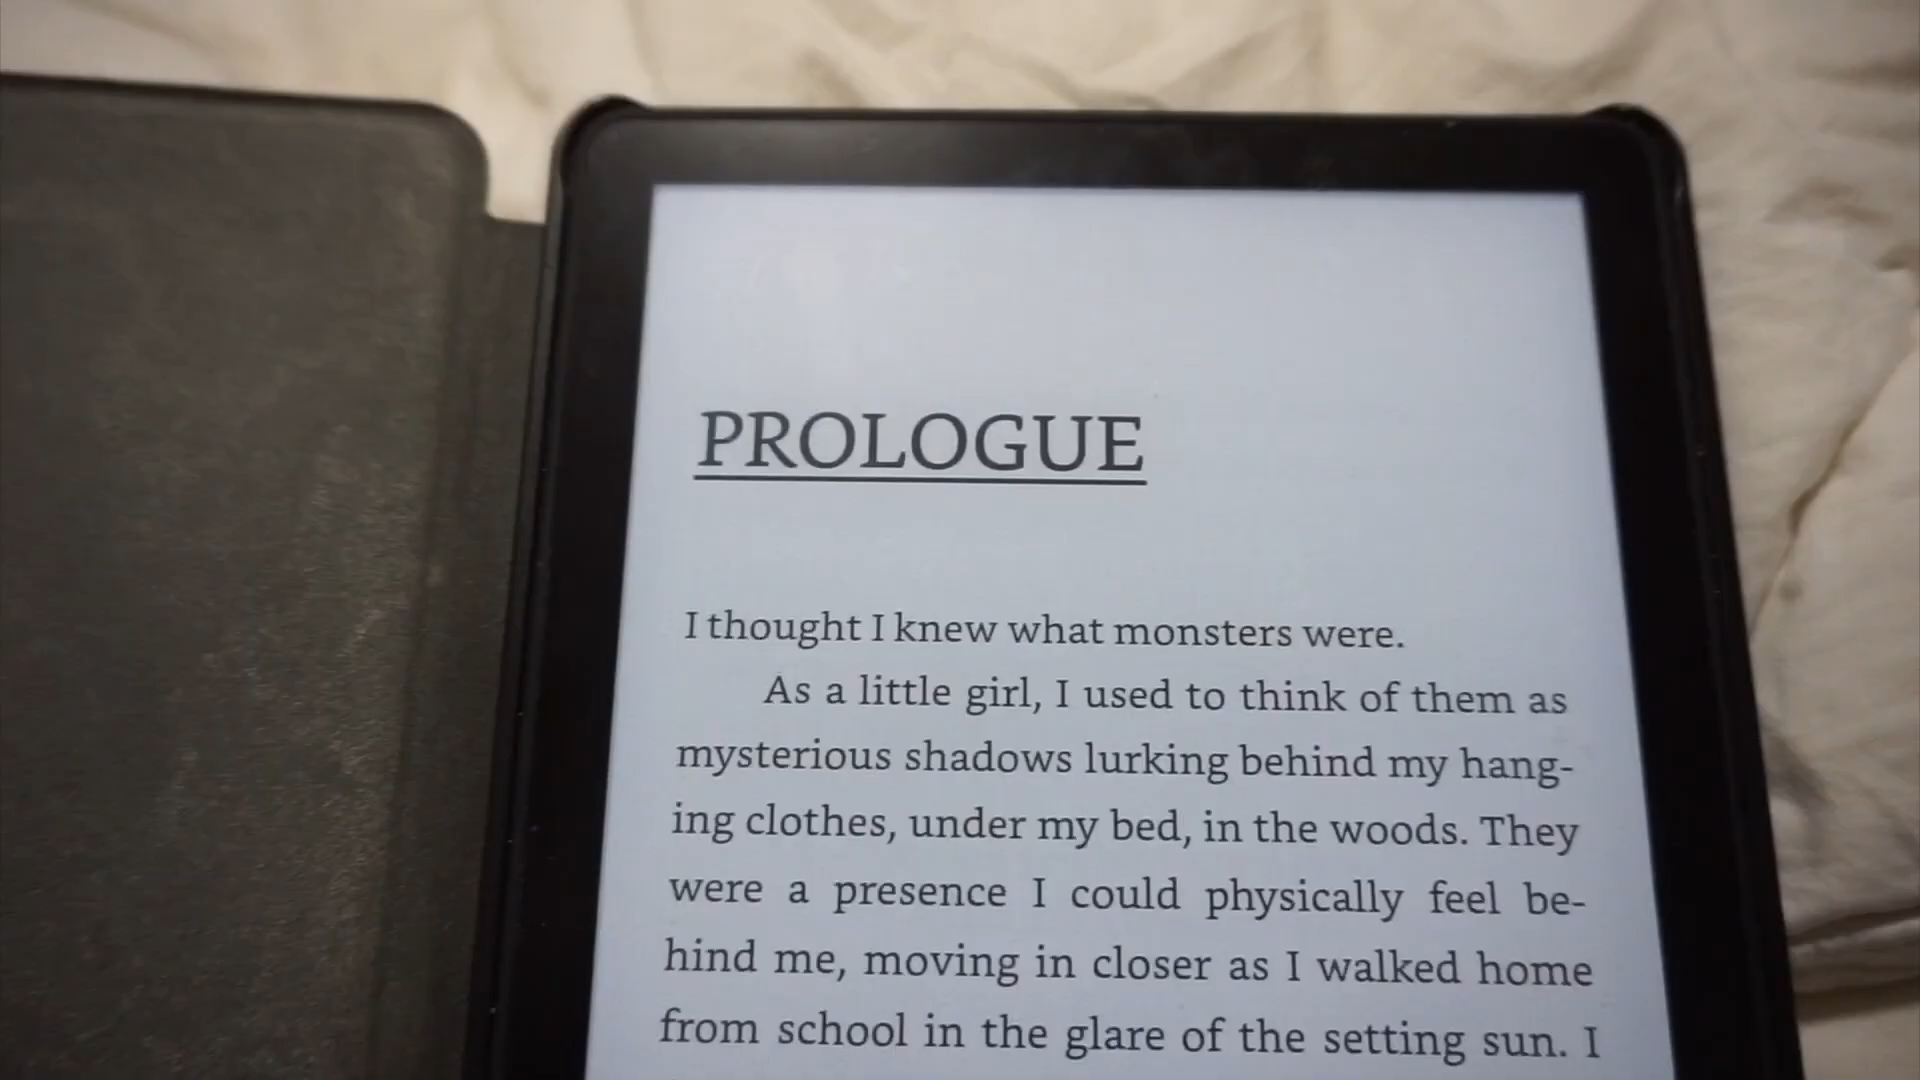 PROLOGUE
I thought I knew what monsters were.
As a little girl, I used to think of them as
mysterious shadows lurking behind my hang-
ing clothes, under my bed, in the woods. They
were a presence I could physically feel be-
hind me, moving in closer as I walked home
from school in the glare of the setting sun. I